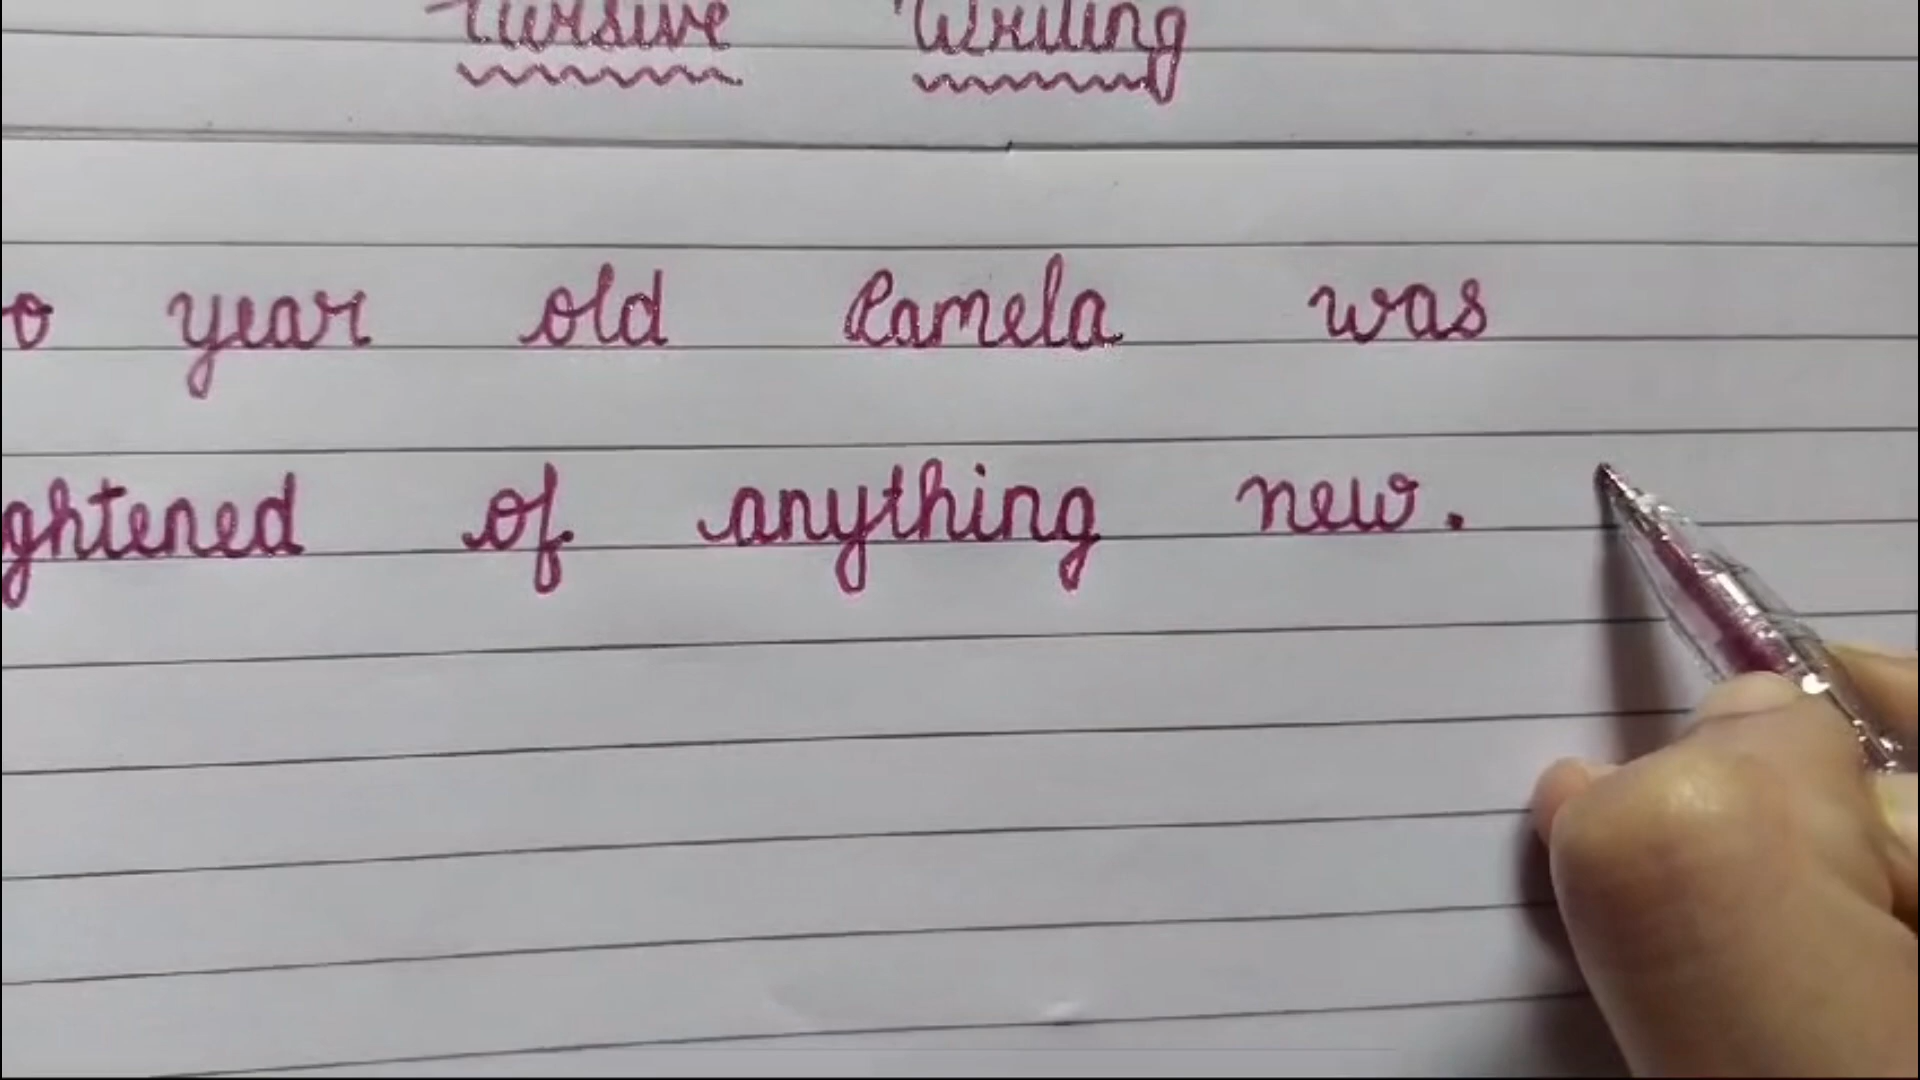 Cursive Writing
o year old Pamela was
ghtened of anything new.